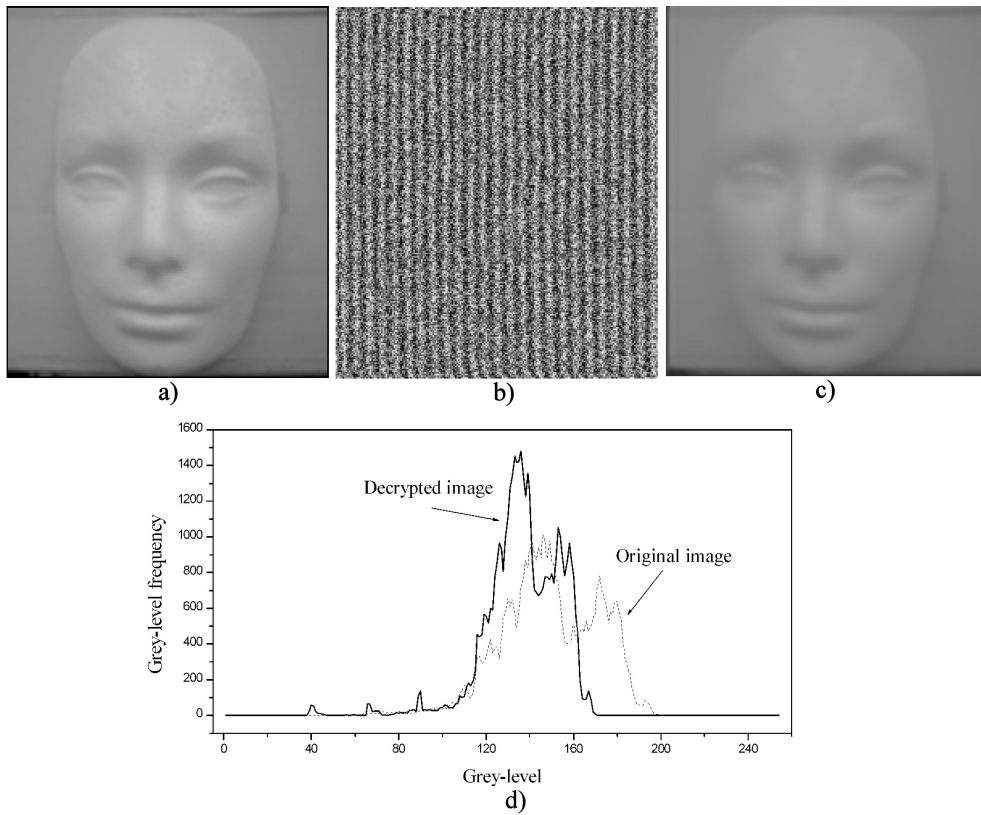 a)
b)
c)
1600
1400
1200
1000
800
600
400
200
0
Grey-level frequency
Decrypted image
Original image
0 40 80 120 160 200 240
Grey-level
d)